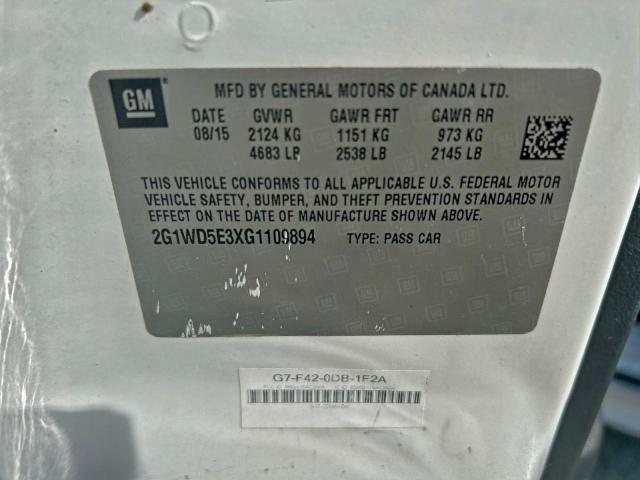 GM
MFD BY GENERAL MOTORS OF CANADA LTD.
DATE GVWR GAWR FRT GAWR RR
08/15 2124 KG 1151 KG 973 KG
4683 LB 2538 LB 2145 LB
THIS VEHICLE CONFORMS TO ALL APPLICABLE U.S. FEDERAL MOTOR
VEHICLE SAFETY, BUMPER, AND THEFT PREVENTION STANDARDS IN
EFFECT ON THE DATE OF MANUFACTURE SHOWN ABOVE.
2G1WD5E3XG1109894 TYPE: PASS CAR
G7-F42-0DB-1F2A